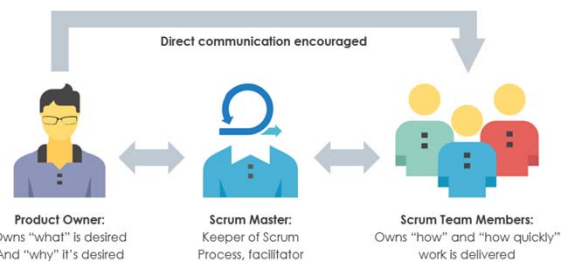 Direct communication encouraged
Product Owner:
Owns “what” is desired
And “why” it’s desired
Scrum Master:
Keeper of Scrum
Process, facilitator
Scrum Team Members:
Owns “how” and “how quickly”
work is delivered